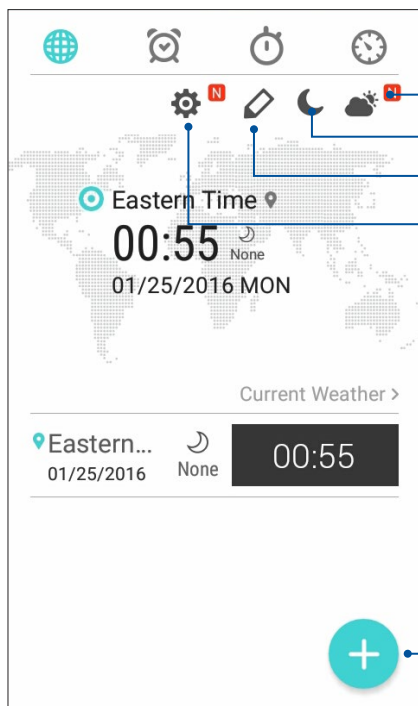 N
N
Eastern Time
00:55
None
01/25/2016 MON
Current Weather >
Eastern...
01/25/2016
None
00:55